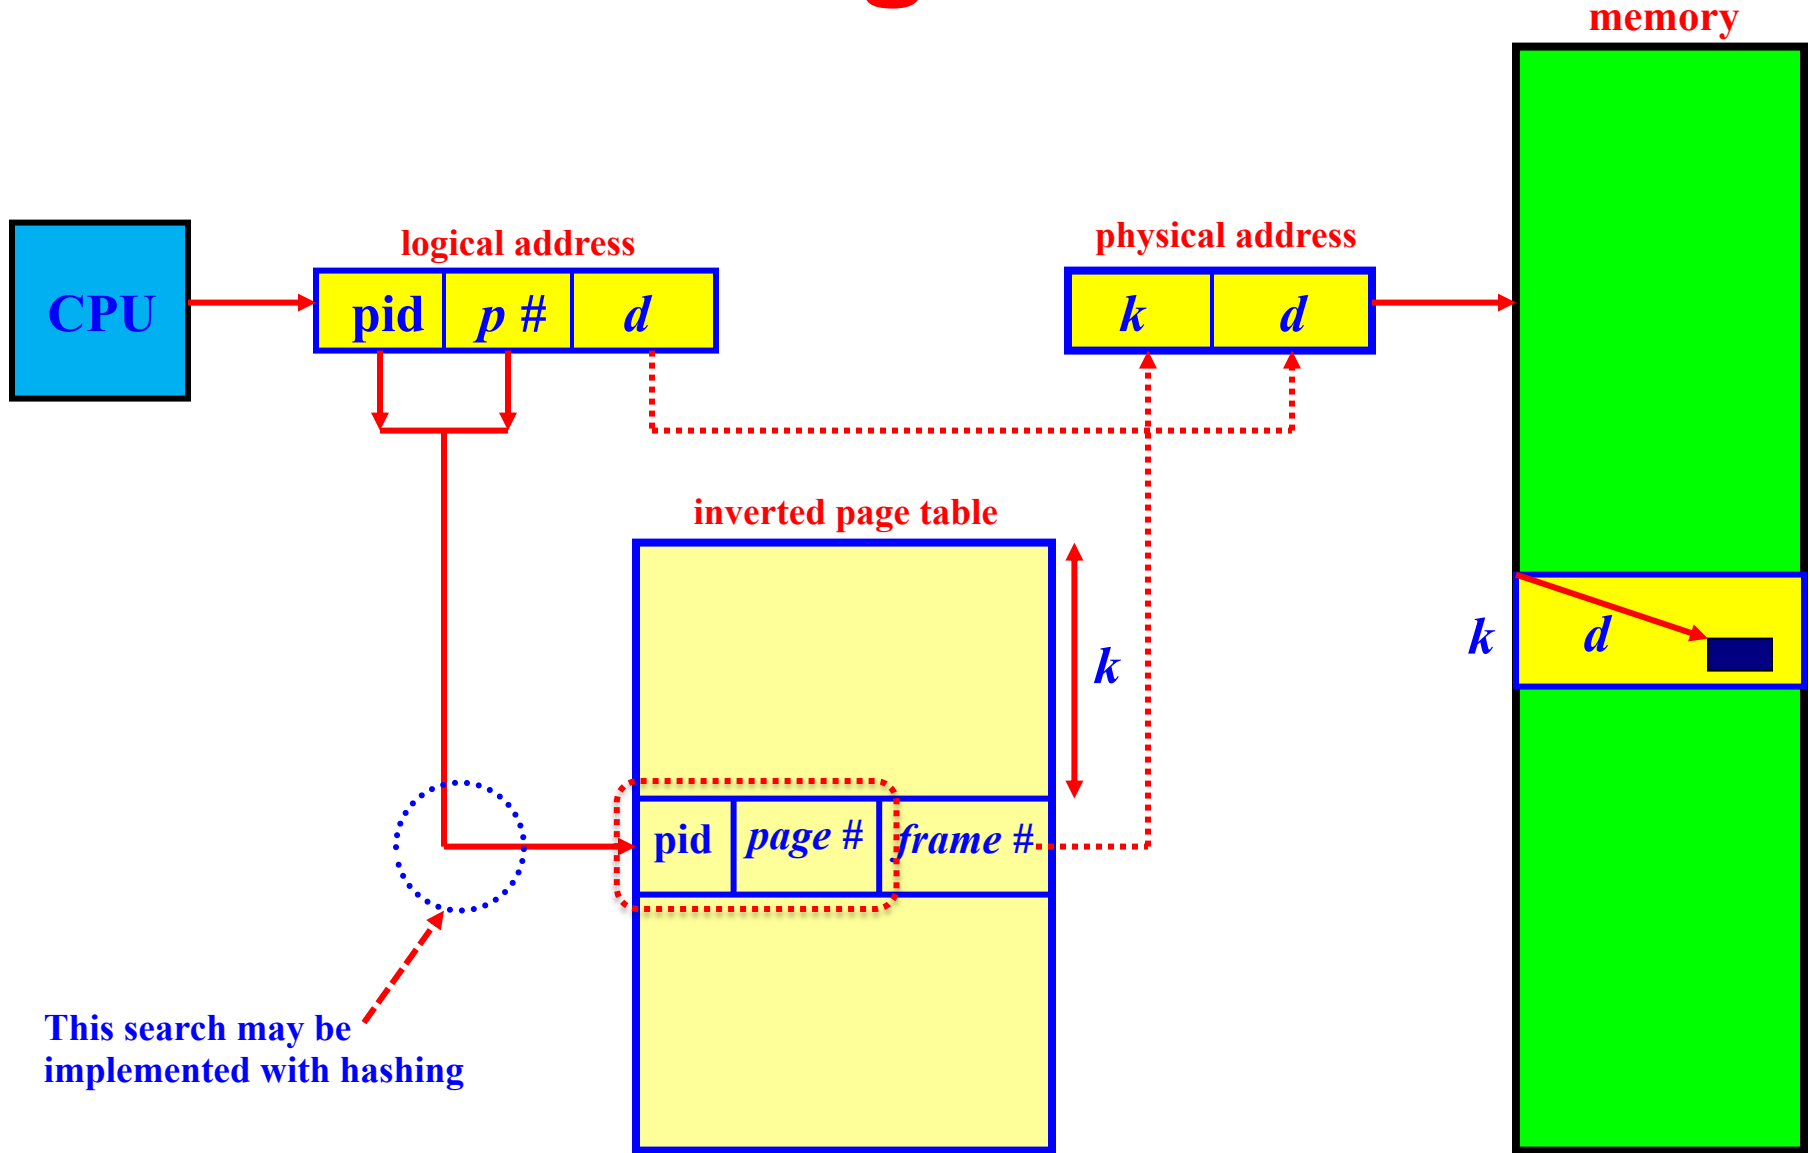 memory
logical address
physical address
CPU
pid p # d
k d
inverted page table
k
k
d
pid page # frame #
This search may be
implemented with hashing